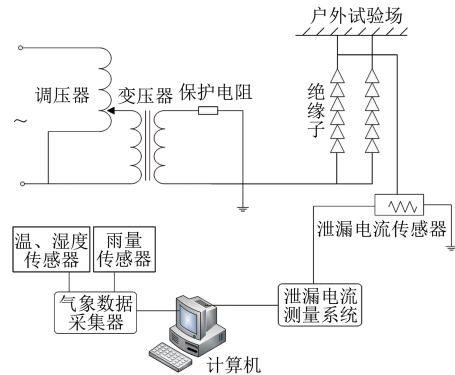 户外试验场
调压器
变压器
保护电阻
绝缘子
~
泄漏电流传感器
温、湿度
传感器
雨量
传感器
气象数据
采集器
泄漏电流
测量系统
计算机